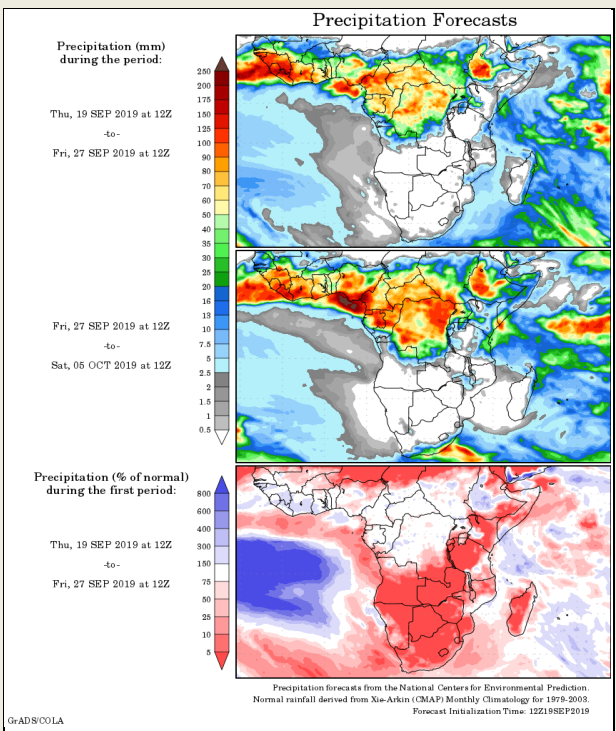 Precipitation Forecasts
Precipitation (mm)
during the period:
Thu, 19 SEP 2019 at 12Z
-to-
Fri, 27 SEP 2019 at 12Z
250
200
175
150
125
100
90
80
70
60
50
40
35
30
25
20
16
13
10
7.5
5
2.5
2
1.5
1
0.5
Fri, 27 SEP 2019 at 12Z
-to-
Sat, 05 OCT 2019 at 12Z
Precipitation (% of normal)
during the first period:
Thu, 19 SEP 2019 at 12Z
-to-
Fri, 27 SEP 2019 at 12Z
800
600
400
300
150
75
50
25
10
5
Precipitation forecasts from the National Centers for Environmental Prediction.
Normal rainfall derived from Xie-Arkin (CMAP) Monthly Climatology for 1979-2003.
Forecast Initialization Time: 12Z19SEP2019
GrADS/COLA